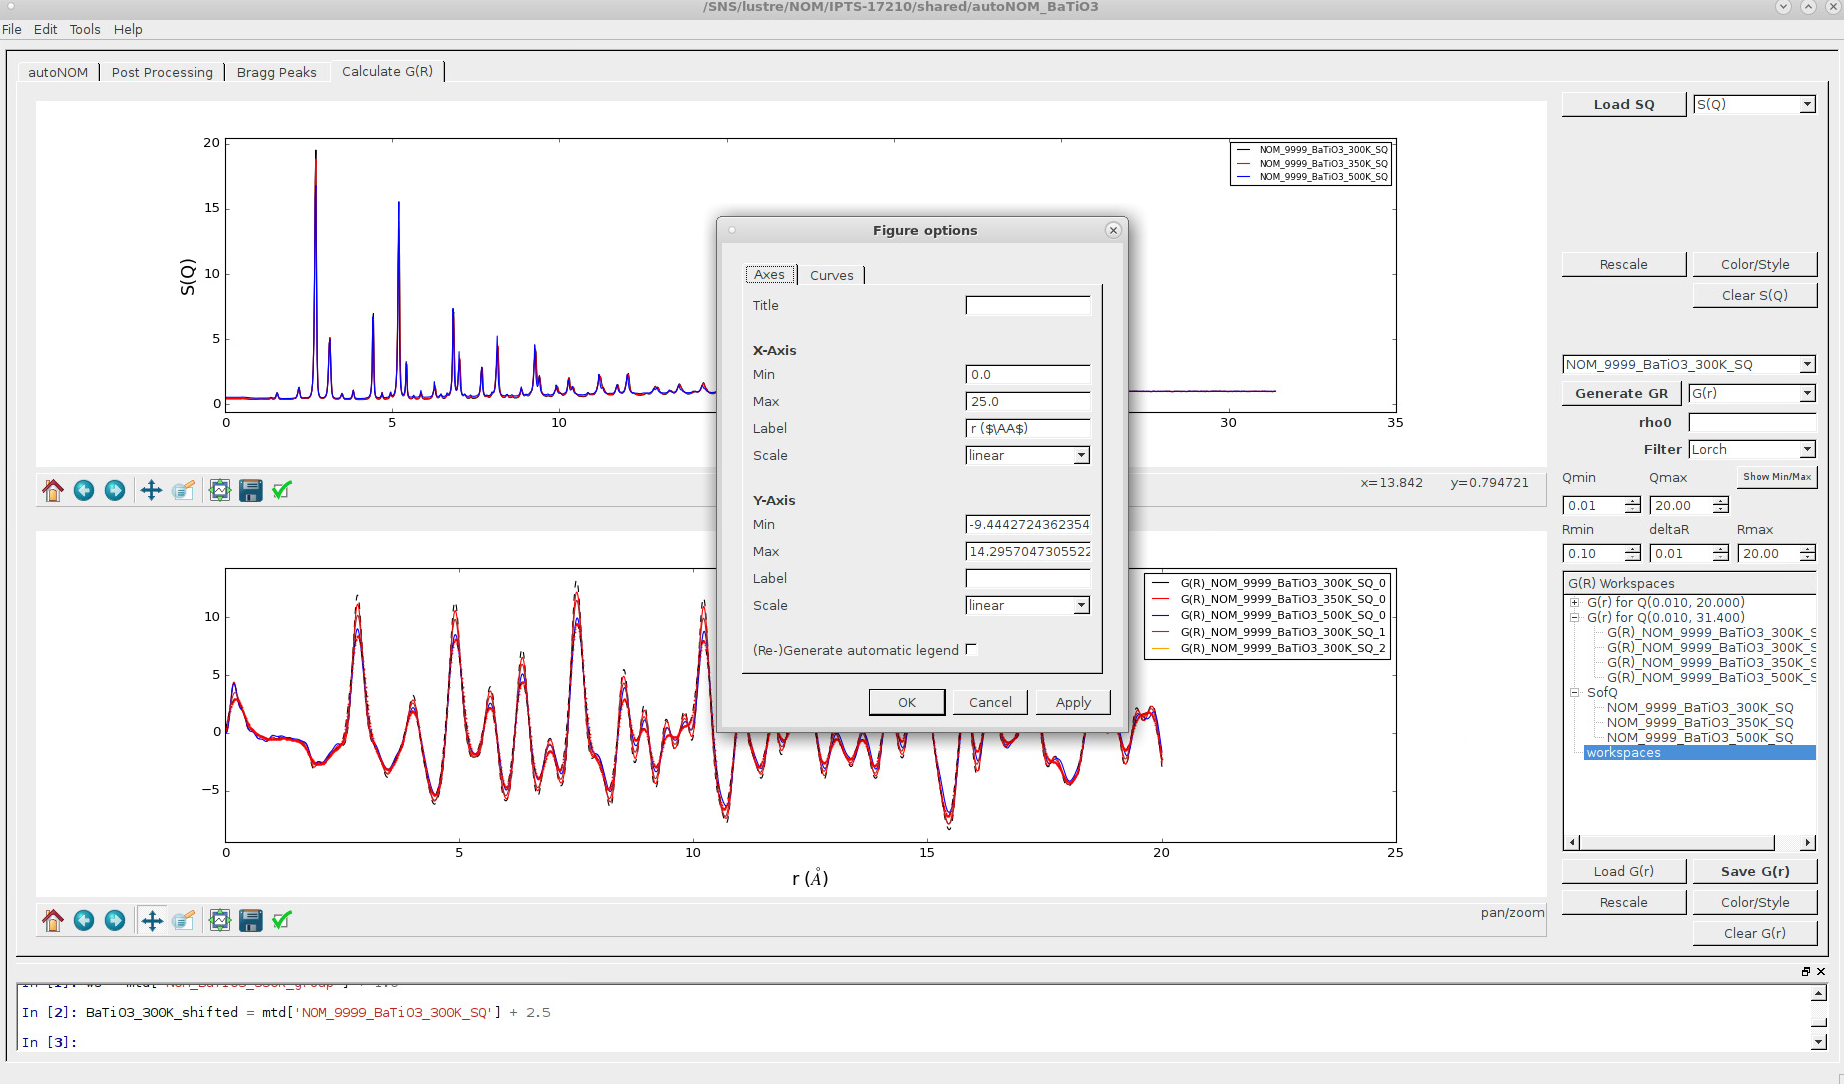 /SNS/lustre/NOM/IPTS-17210/shared/autoNOM_BaTiO3
File Edit Tools Help
autoNOM Post Processing Bragg Peaks Calculate G(R)
S(Q)
20
15
10
5
0
0 5 10 30 35
NOM_9999_BaTiO3_300K_SQ
NOM_9999_BaTiO3_350K_SQ
NOM_9999_BaTiO3_500K_SQ
x=13.842 y=0.794721
Figure options
Axes Curves
Title
X-Axis
Min 0.0
Max 25.0
Label r ($\AA$)
Scale linear
Y-Axis
Min -9.4442724362354
Max 14.2957047305522
Label
Scale linear
(Re-)Generate automatic legend
OK Cancel Apply
10
5
0
−5
0 5 10 15 20 25
r (Å)
G(R)_NOM_9999_BaTiO3_300K_SQ_0
G(R)_NOM_9999_BaTiO3_350K_SQ_0
G(R)_NOM_9999_BaTiO3_500K_SQ_0
G(R)_NOM_9999_BaTiO3_300K_SQ_1
G(R)_NOM_9999_BaTiO3_300K_SQ_2
pan/zoom
Load SQ S(Q)
Rescale Color/Style
Clear S(Q)
NOM_9999_BaTiO3_300K_SQ
Generate GR G(r)
rho0
Filter Lorch
Qmin Qmax Show Min/Max
0.01 20.00
Rmin deltaR Rmax
0.10 0.01 20.00
G(R) Workspaces
G(r) for Q(0.010, 20.000)
G(r) for Q(0.010, 31.400)
G(R)_NOM_9999_BaTiO3_300K_S
G(R)_NOM_9999_BaTiO3_300K_S
G(R)_NOM_9999_BaTiO3_350K_S
G(R)_NOM_9999_BaTiO3_500K_S
SofQ
NOM_9999_BaTiO3_300K_SQ
NOM_9999_BaTiO3_350K_SQ
NOM_9999_BaTiO3_500K_SQ
workspaces
Load G(r) Save G(r)
Rescale Color/Style
Clear G(r)
In [2]: BaTiO3_300K_shifted = mtd['NOM_9999_BaTiO3_300K_SQ'] + 2.5
In [3]: